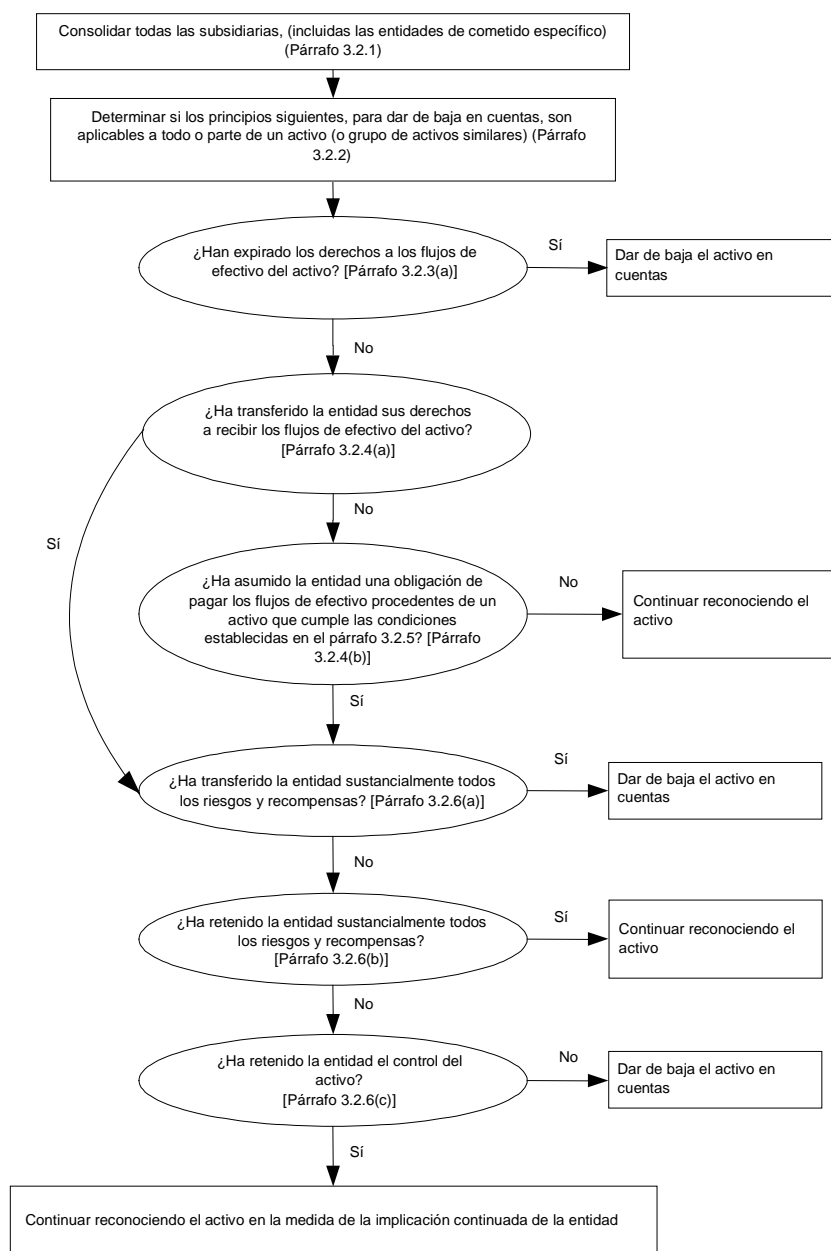 Consolidar todas las subsidiarias, (incluidas las entidades de cometido específico)
(Párrafo 3.2.1)
Determinar si los principios siguientes, para dar de baja en cuentas, son
aplicables a todo o parte de un activo (o grupo de activos similares) (Párrafo
3.2.2)
¿Han expirado los derechos a los flujos de
efectivo del activo? [Párrafo 3.2.3(a)]
Sí
Dar de baja el activo en
cuentas
No
¿Ha transferido la entidad sus derechos
a recibir los flujos de efectivo del activo?
[Párrafo 3.2.4(a)]
Sí
No
¿Ha asumido la entidad una obligación de
pagar los flujos de efectivo procedentes de un
activo que cumple las condiciones
establecidas en el párrafo 3.2.5? [Párrafo
3.2.4(b)]
No
Continuar reconociendo el
activo
Sí
¿Ha transferido la entidad sustancialmente todos
los riesgos y recompensas? [Párrafo 3.2.6(a)]
Sí
Dar de baja el activo en
cuentas
No
¿Ha retenido la entidad sustancialmente todos
los riesgos y recompensas?
[Párrafo 3.2.6(b)]
Sí
Continuar reconociendo el
activo
No
¿Ha retenido la entidad el control del
activo?
[Párrafo 3.2.6(c)]
No
Dar de baja el activo en
cuentas
Sí
Continuar reconociendo el activo en la medida de la implicación continuada de la entidad